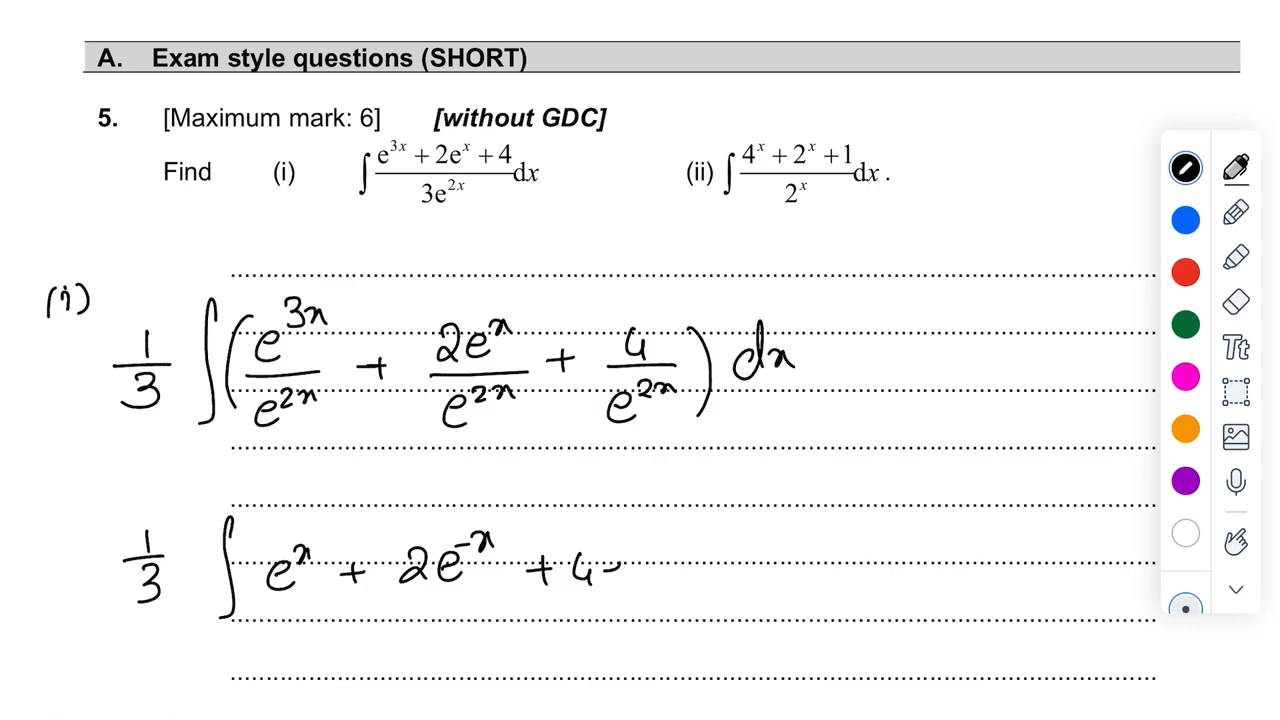 A. Exam style questions (SHORT)
5. [Maximum mark: 6] [without GDC]
Find (i) ∫ (e^{3x} + 2e^x + 4)/(3e^{2x}) dx (ii) ∫ (4^x + 2^x + 1)/(2^x) dx .
(i)
1/3 ∫ (e^{3x}/e^{2x} + 2e^x/e^{2x} + 4/e^{2x}) dx
1/3 ∫ e^x + 2e^{-x} + 4
Tt